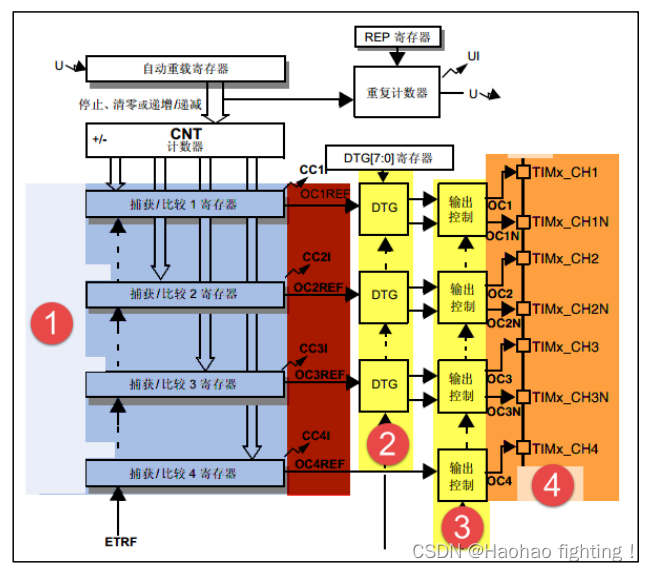 REP 寄存器
U
自动重载寄存器
UI
停止、清零或递增/递减
重复计数器
U
+/-
CNT
计数器
DTG[7:0]寄存器
CC1I
TIMx_CH1
捕获/比较 1 寄存器
OC1REF
DTG
输出
控制
OC1
OC1N
TIMx_CH1N
CC2I
TIMx_CH2
捕获/比较 2 寄存器
OC2REF
DTG
输出
控制
OC2
OC2N
TIMx_CH2N
1
CC3I
TIMx_CH3
捕获/比较 3 寄存器
OC3REF
DTG
输出
控制
OC3
OC3N
TIMx_CH3N
2
CC4I
TIMx_CH4
捕获/比较 4 寄存器
OC4REF
输出
控制
OC4
4
3
ETRF
CSDN @Haohao fighting！